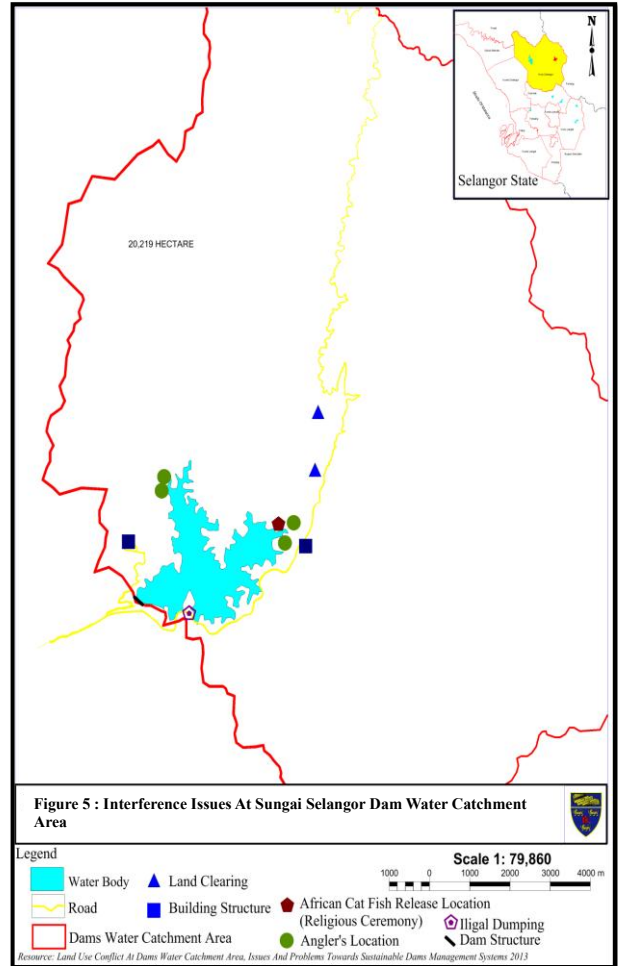 N
Selangor State
20,219 HECTARE
Figure 5 : Interference Issues At Sungai Selangor Dam Water Catchment
Area
Legend
Water Body
Land Clearing
Road
Building Structure
Dams Water Catchment Area
African Cat Fish Release Location
(Religious Ceremony)
Angler's Location
Iligal Dumping
Dam Structure
Scale 1: 79,860
1000 0 1000 2000 3000 4000 m
Resource: Land Use Conflict At Dams Water Catchment Area, Issues And Problems Towards Sustainable Dams Management Systems 2013